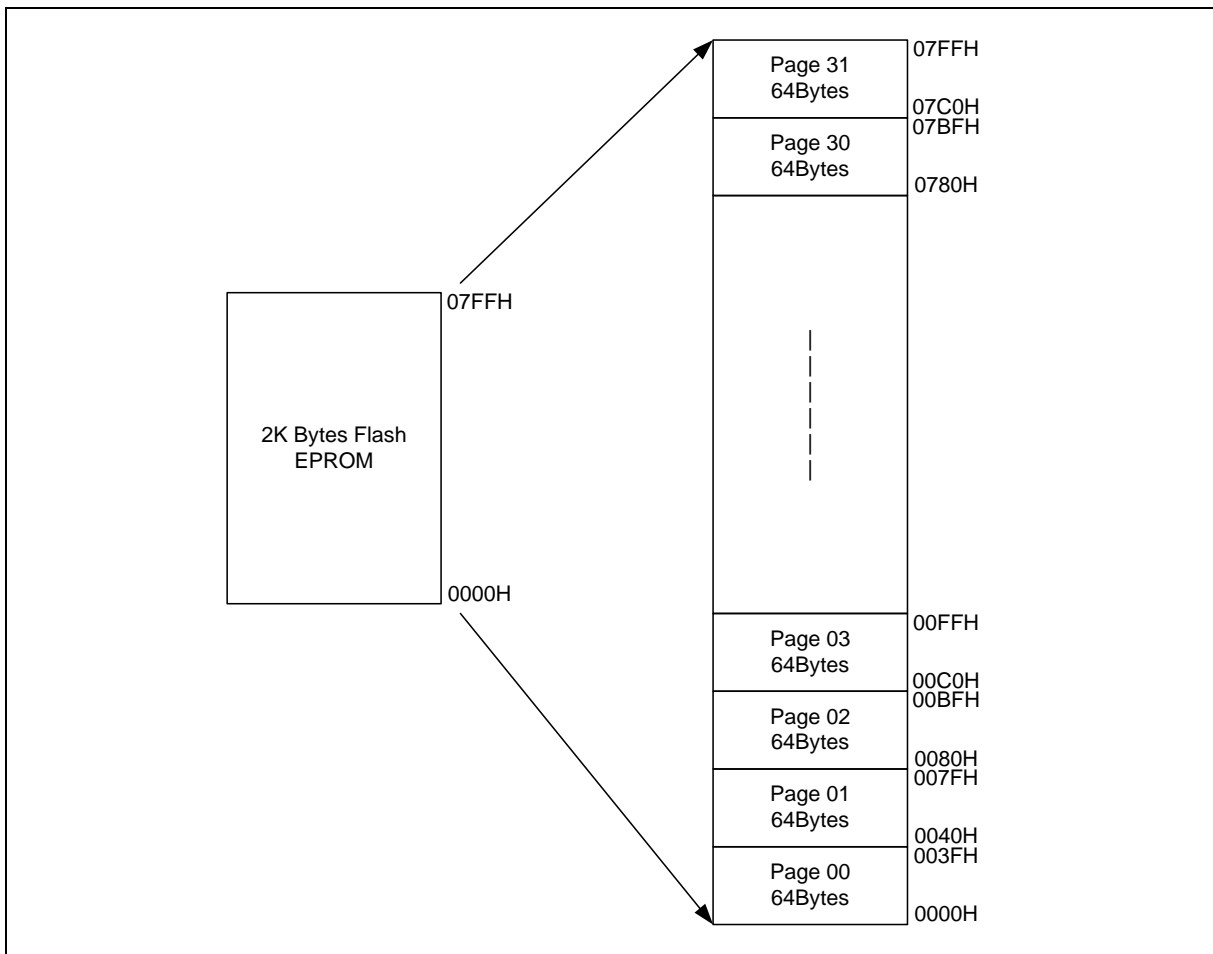 07FFH
2K Bytes Flash
EPROM
0000H
Page 31
64Bytes
07FFH
07C0H
Page 30
64Bytes
07BFH
0780H
Page 03
64Bytes
00FFH
00C0H
Page 02
64Bytes
00BFH
0080H
Page 01
64Bytes
007FH
0040H
Page 00
64Bytes
003FH
0000H